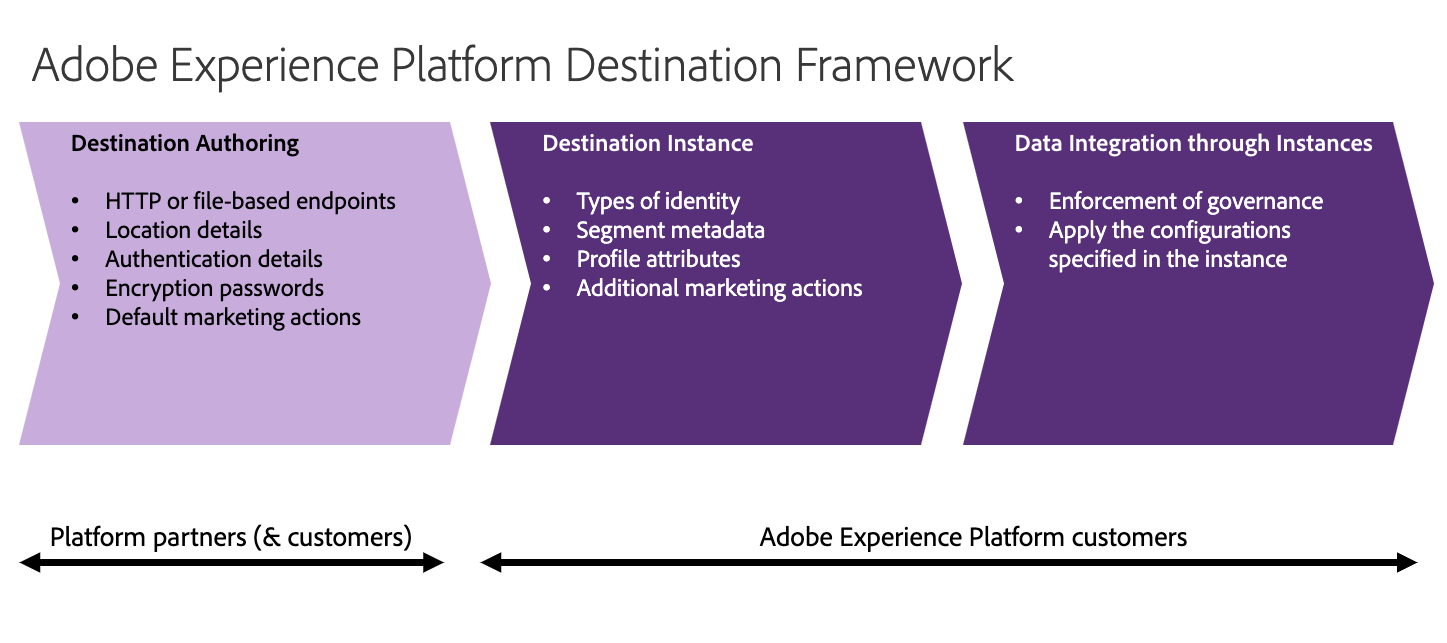 Adobe Experience Platform Destination Framework
Destination Authoring
• HTTP or file-based endpoints
• Location details
• Authentication details
• Encryption passwords
• Default marketing actions
Destination Instance
• Types of identity
• Segment metadata
• Profile attributes
• Additional marketing actions
Data Integration through Instances
• Enforcement of governance
• Apply the configurations
specified in the instance
Platform partners (& customers)
Adobe Experience Platform customers